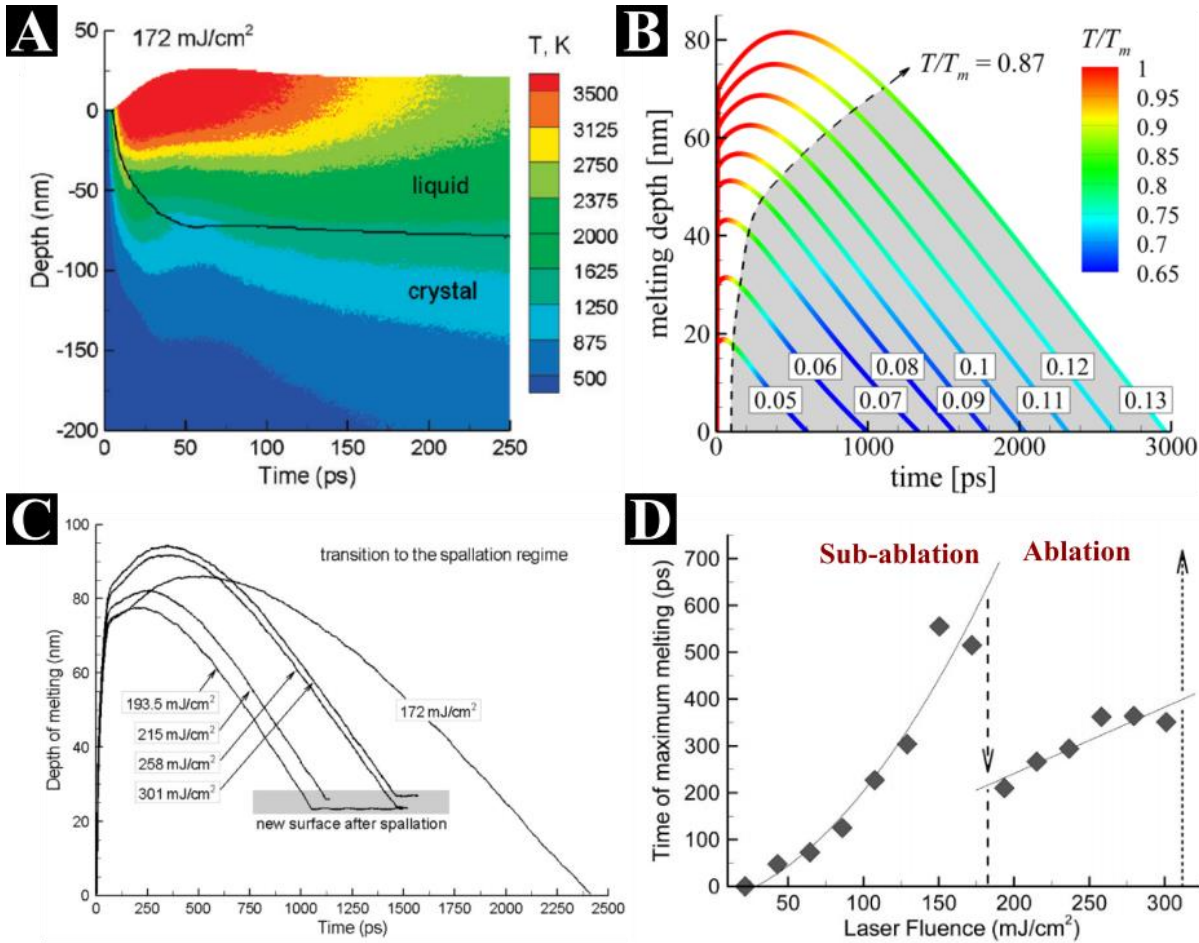 A
172 mJ/cm²
T, K
3500
3125
2750
2375
2000
1625
1250
875
500
liquid
crystal
50
0
-50
-100
-150
-200
Depth (nm)
0 50 100 150 200 250
Time (ps)
B
T/Tₘ = 0.87
T/Tₘ
1
0.95
0.9
0.85
0.8
0.75
0.7
0.65
80
60
40
20
0
melting depth [nm]
0.06 0.08 0.1 0.12
0.05 0.07 0.09 0.11 0.13
0 1000 2000 3000
time [ps]
C
transition to the spallation regime
100
80
60
40
20
0
Depth of melting (nm)
193.5 mJ/cm²
215 mJ/cm²
258 mJ/cm²
301 mJ/cm²
172 mJ/cm²
new surface after spallation
0 250 500 750 1000 1250 1500 1750 2000 2250 2500
Time (ps)
D
Sub-ablation Ablation
700
600
500
400
300
200
100
0
Time of maximum melting (ps)
0 50 100 150 200 250 300
Laser Fluence (mJ/cm²)